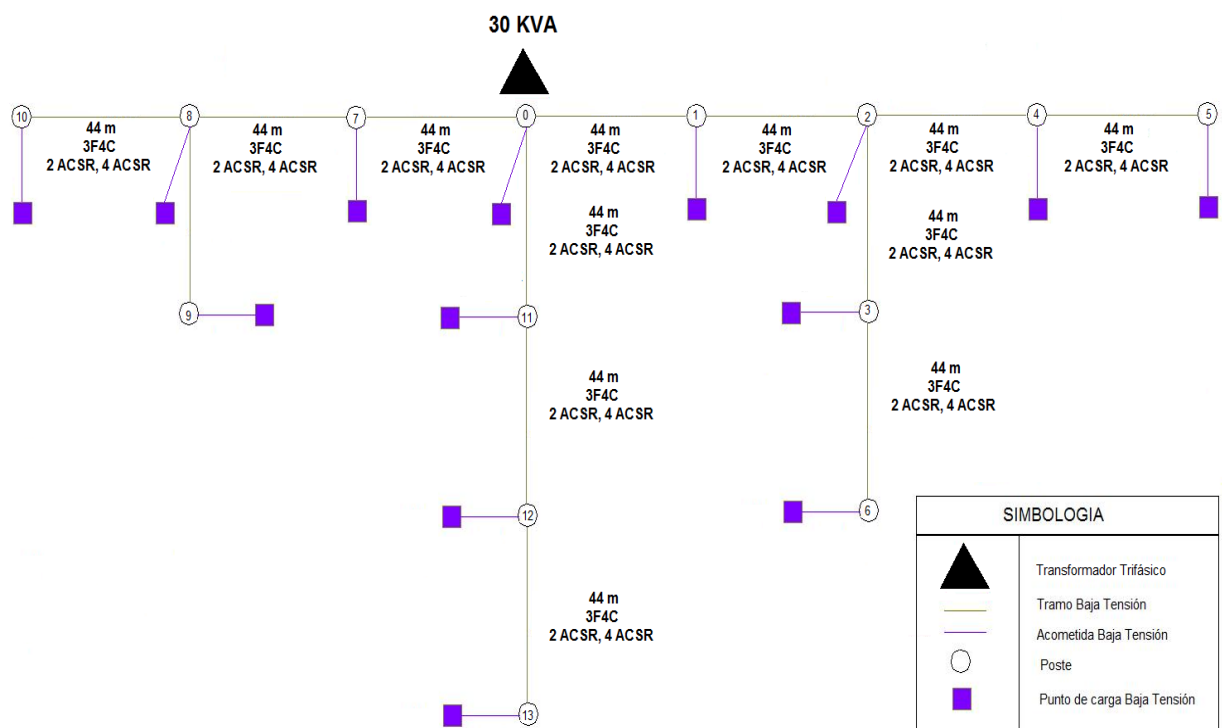 30 KVA
10
8
7
0
1
2
4
5
44 m
3F4C
2 ACSR, 4 ACSR
44 m
3F4C
2 ACSR, 4 ACSR
44 m
3F4C
2 ACSR, 4 ACSR
44 m
3F4C
2 ACSR, 4 ACSR
44 m
3F4C
2 ACSR, 4 ACSR
44 m
3F4C
2 ACSR, 4 ACSR
44 m
3F4C
2 ACSR, 4 ACSR
44 m
3F4C
2 ACSR, 4 ACSR
44 m
3F4C
2 ACSR, 4 ACSR
9
11
3
44 m
3F4C
2 ACSR, 4 ACSR
44 m
3F4C
2 ACSR, 4 ACSR
12
6
44 m
3F4C
2 ACSR, 4 ACSR
13
SIMBOLOGIA
Transformador Trifásico
Tramo Baja Tensión
Acometida Baja Tensión
Poste
Punto de carga Baja Tensión